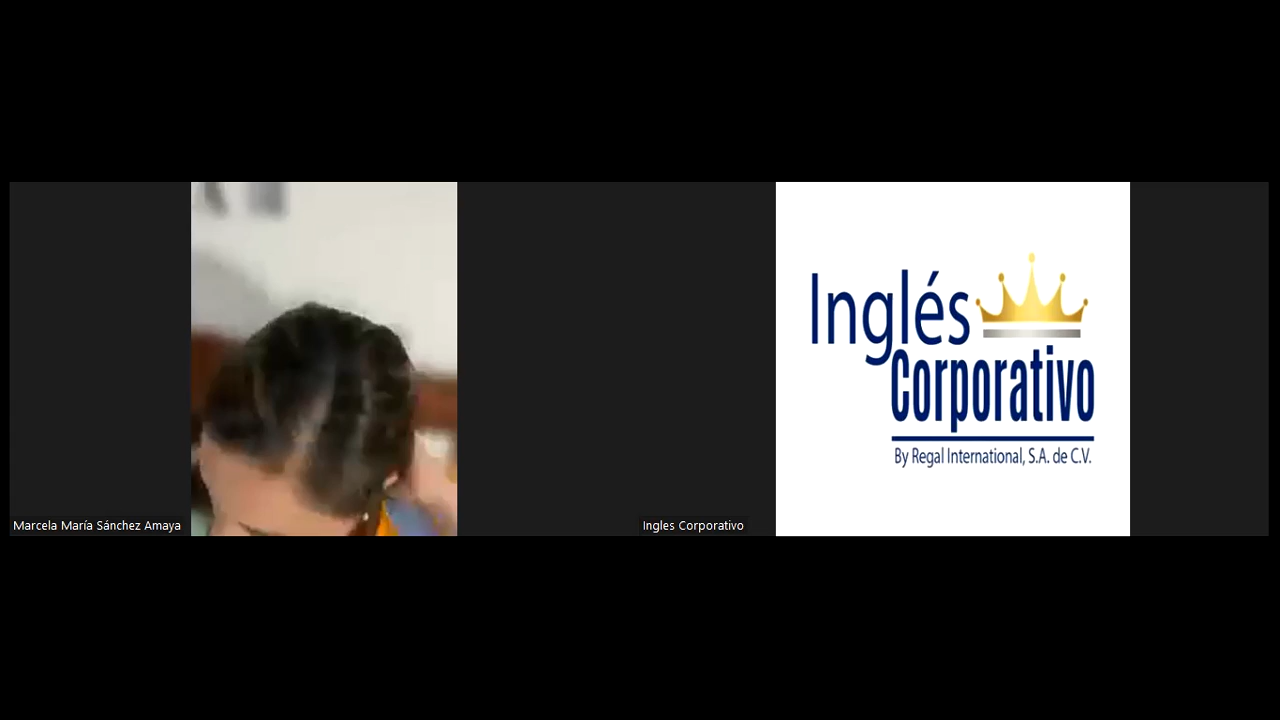 Inglés
Corporativo
By Regal International, S.A. de C.V.
Marcela María Sánchez Amaya
Ingles Corporativo